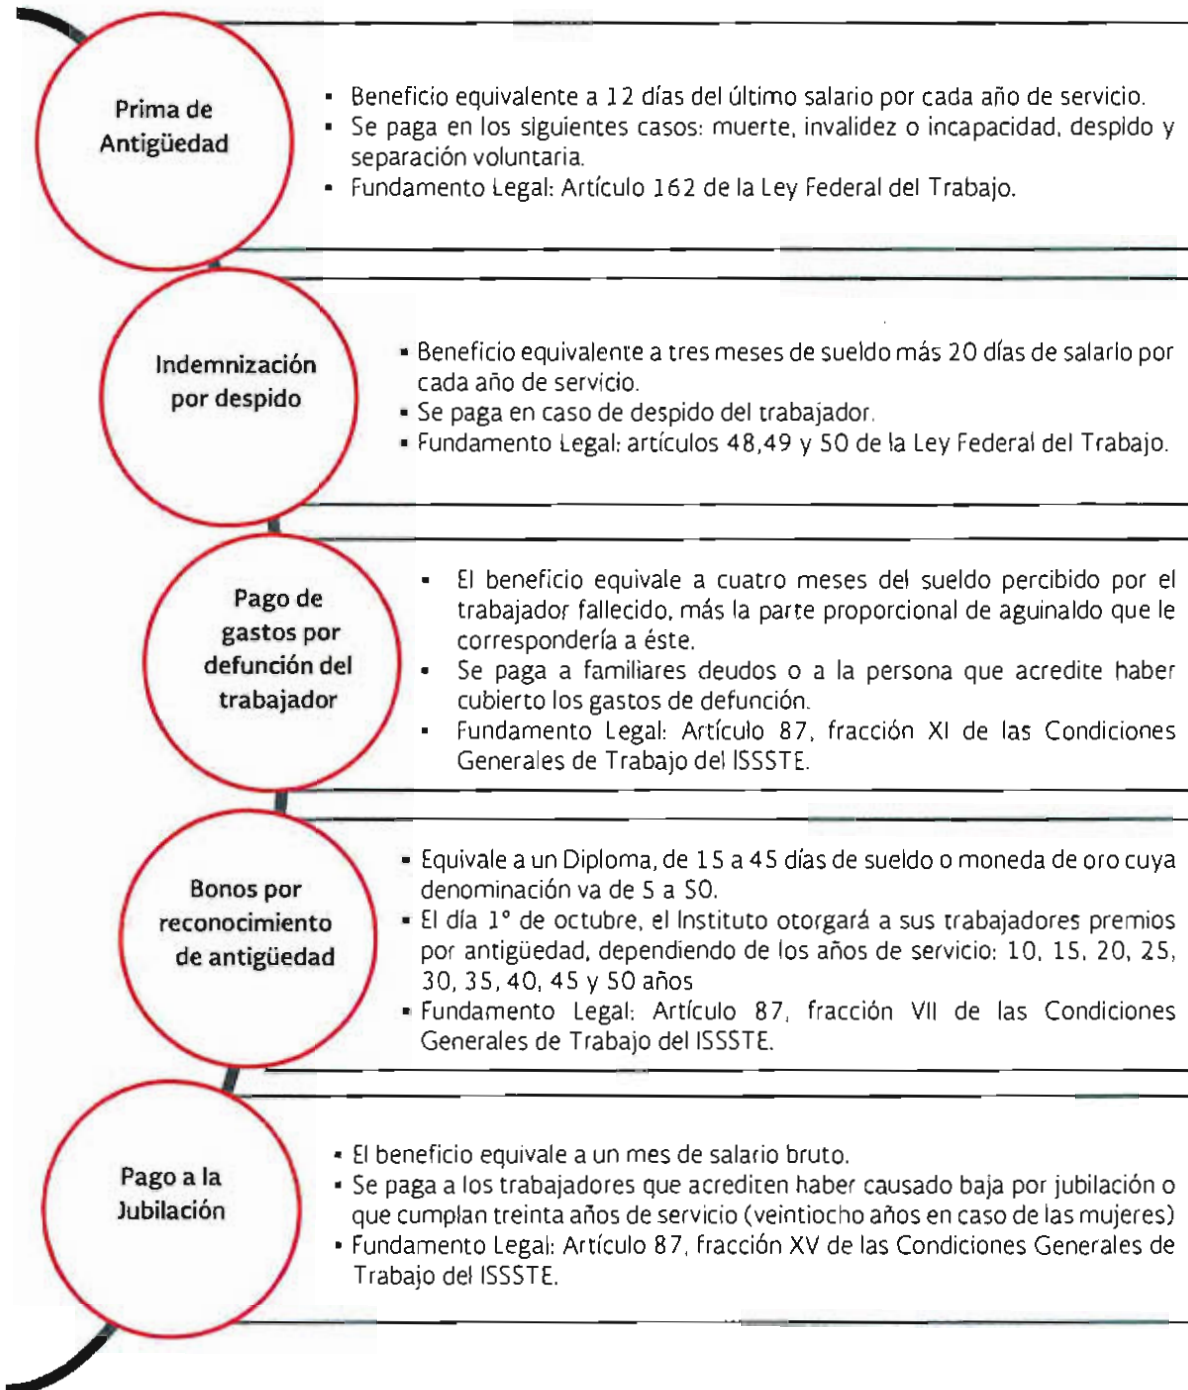 Prima de
Antigüedad
▪ Beneficio equivalente a 12 días del último salario por cada año de servicio.
▪ Se paga en los siguientes casos: muerte, invalidez o incapacidad, despido y
separación voluntaria.
▪ Fundamento Legal: Artículo 162 de la Ley Federal del Trabajo.
Indemnización
por despido
▪ Beneficio equivalente a tres meses de sueldo más 20 días de salario por
cada año de servicio.
▪ Se paga en caso de despido del trabajador.
▪ Fundamento Legal: artículos 48,49 y 50 de la Ley Federal del Trabajo.
Pago de
gastos por
defunción del
trabajador
▪ El beneficio equivale a cuatro meses del sueldo percibido por el
trabajador fallecido, más la parte proporcional de aguinaldo que le
correspondería a éste.
▪ Se paga a familiares deudos o a la persona que acredite haber
cubierto los gastos de defunción.
▪ Fundamento Legal: Artículo 87, fracción XI de las Condiciones
Generales de Trabajo del ISSSTE.
Bonos por
reconocimiento
de antigüedad
▪ Equivale a un Diploma, de 15 a 45 días de sueldo o moneda de oro cuya
denominación va de 5 a 50.
▪ El día 1° de octubre, el Instituto otorgará a sus trabajadores premios
por antigüedad, dependiendo de los años de servicio: 10, 15, 20, 25,
30, 35, 40, 45 y 50 años
▪ Fundamento Legal: Artículo 87, fracción VII de las Condiciones
Generales de Trabajo del ISSSTE.
Pago a la
Jubilación
▪ El beneficio equivale a un mes de salario bruto.
▪ Se paga a los trabajadores que acrediten haber causado baja por jubilación o
que cumplan treinta años de servicio (veintiocho años en caso de las mujeres)
▪ Fundamento Legal: Artículo 87, fracción XV de las Condiciones Generales de
Trabajo del ISSSTE.